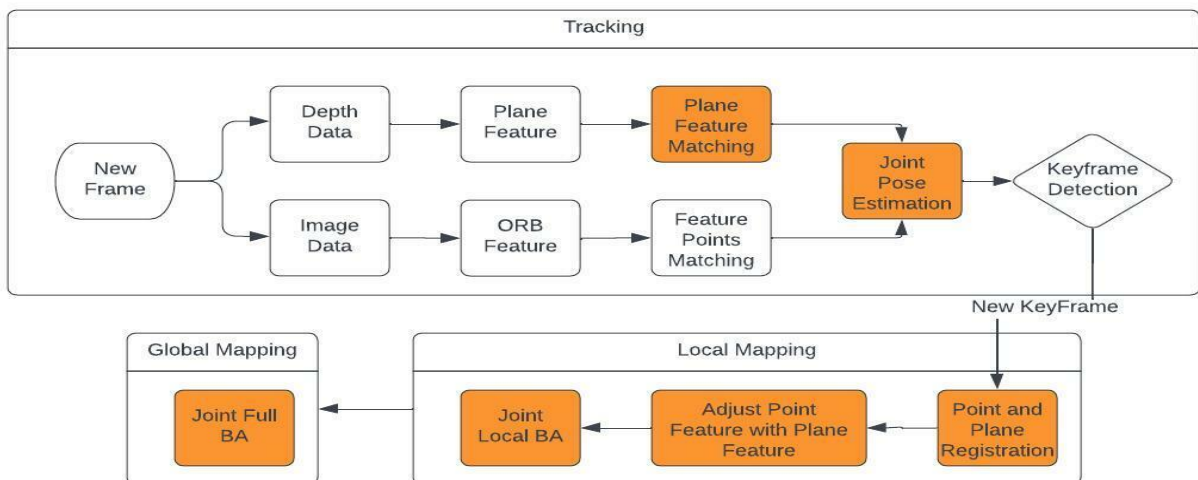 Tracking
New
Frame
Depth
Data
Plane
Feature
Plane
Feature
Matching
Image
Data
ORB
Feature
Feature
Points
Matching
Joint
Pose
Estimation
Keyframe
Detection
New KeyFrame
Global Mapping
Joint Full
BA
Local Mapping
Joint
Local BA
Adjust Point
Feature with Plane
Feature
Point and
Plane
Registration